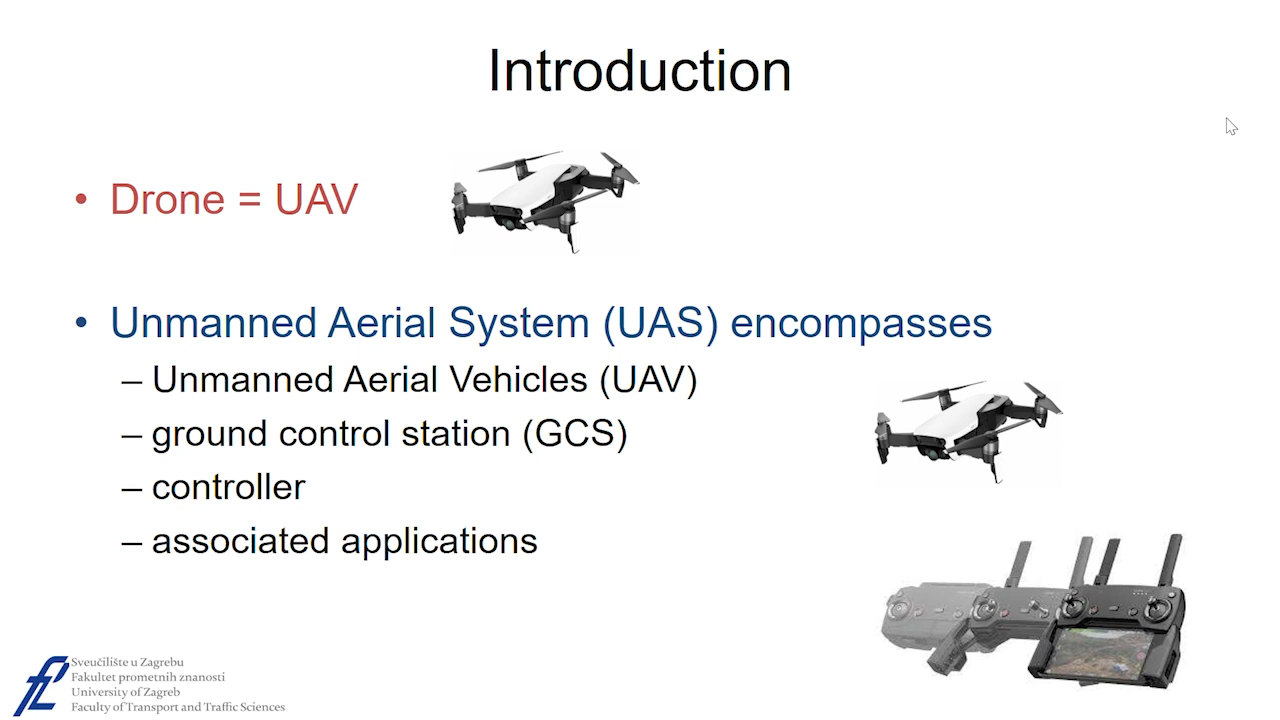 Introduction
• Drone = UAV
• Unmanned Aerial System (UAS) encompasses
– Unmanned Aerial Vehicles (UAV)
– ground control station (GCS)
– controller
– associated applications
Sveučilište u Zagrebu
Fakultet prometnih znanosti
University of Zagreb
Faculty of Transport and Traffic Sciences